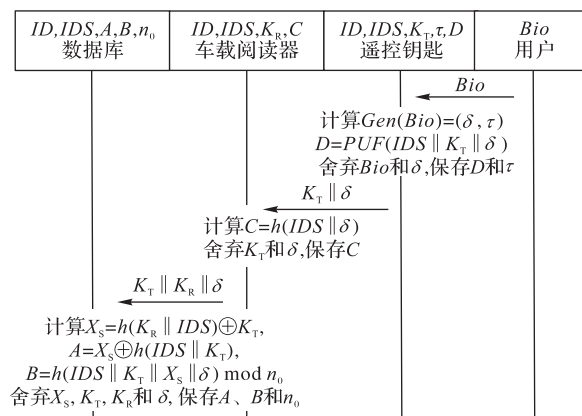 ID,IDS,A,B,n₀
数据库
ID,IDS,K_R,C
车载阅读器
ID,IDS,K_T,τ,D
遥控钥匙
Bio
用户
Bio
计算Gen(Bio)=(δ,τ)
D=PUF(IDS‖K_T‖δ)
舍弃Bio和δ,保存D和τ
K_T‖δ
计算C=h(IDS‖δ)
舍弃K_T和δ,保存C
K_T‖K_R‖δ
计算X_S=h(K_R‖IDS)⊕K_T,
A=X_S⊕h(IDS‖K_T),
B=h(IDS‖K_T‖X_S‖δ) mod n₀
舍弃X_S, K_T, K_R和 δ, 保存A、B和n₀